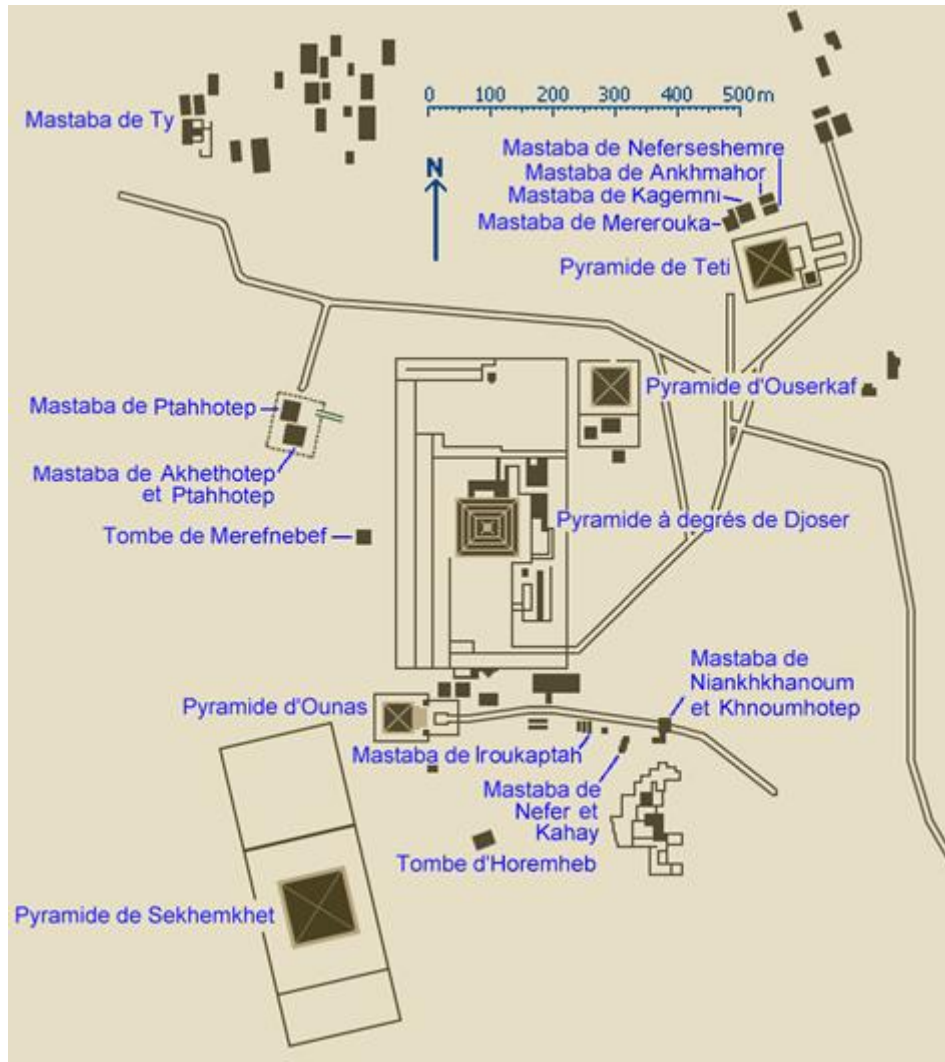 0 100 200 300 400 500 m
Mastaba de Ty
Mastaba de Neferseshemre
Mastaba de Ankhmahor
Mastaba de Kagemni
N
Mastaba de Mererouka
Pyramide de Teti
Pyramide d'Ouserkaf
Mastaba de Ptahhotep
Mastaba de Akhethotep
et Ptahhotep
Pyramide à degrés de Djoser
Tombe de Merefnebef
Mastaba de
Niankhkhanoum
et Khnoumhotep
Pyramide d'Ounas
Mastaba de Iroukaptah
Mastaba de
Nefer et
Kahay
Tombe d'Horemheb
Pyramide de Sekhemkhet